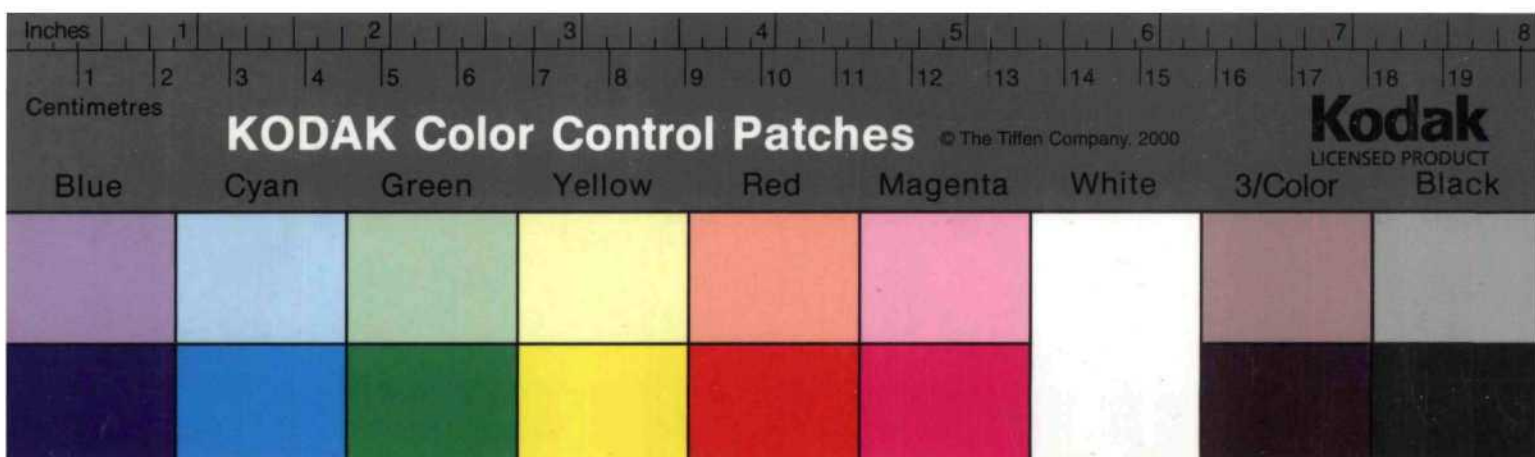 Inches 1 2 3 4 5 6 7 8
1 2 3 4 5 6 7 8 9 10 11 12 13 14 15 16 17 18 19
Centimetres
KODAK Color Control Patches © The Tiffen Company, 2000 Kodak
LICENSED PRODUCT
Blue Cyan Green Yellow Red Magenta White 3/Color Black